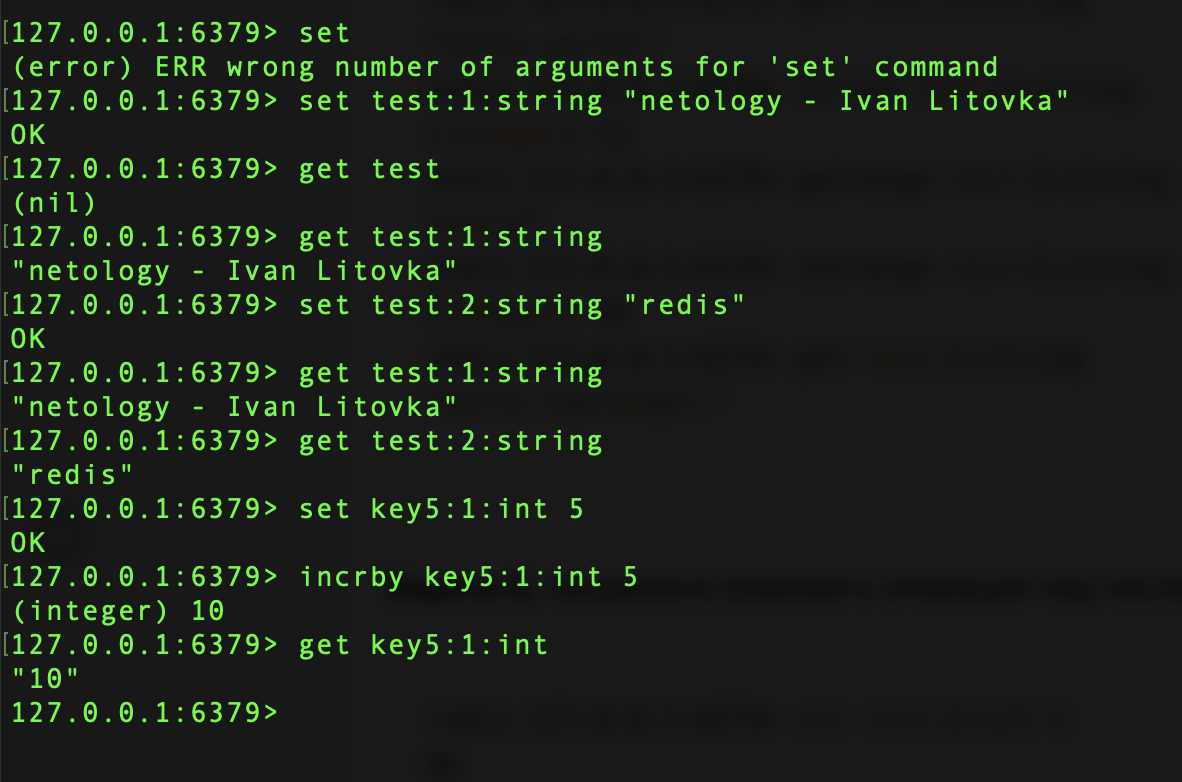 [127.0.0.1:6379> set
(error) ERR wrong number of arguments for 'set' command
[127.0.0.1:6379> set test:1:string "netology - Ivan Litovka"
OK
[127.0.0.1:6379> get test
(nil)
[127.0.0.1:6379> get test:1:string
"netology - Ivan Litovka"
[127.0.0.1:6379> set test:2:string "redis"
OK
[127.0.0.1:6379> get test:1:string
"netology - Ivan Litovka"
[127.0.0.1:6379> get test:2:string
"redis"
[127.0.0.1:6379> set key5:1:int 5
OK
[127.0.0.1:6379> incrby key5:1:int 5
(integer) 10
[127.0.0.1:6379> get key5:1:int
"10"
127.0.0.1:6379>